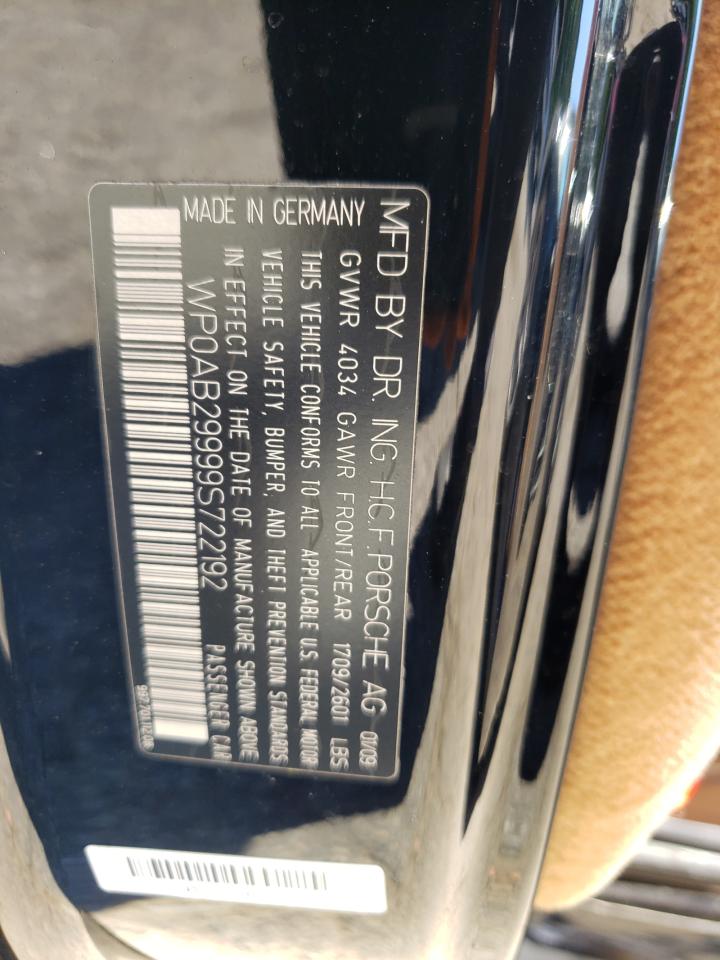 MFD BY DR. ING. H.C. F. PORSCHE AG 01/09
GVWR 4034 GAWR FRONT/REAR 1709/2601 LBS
THIS VEHICLE CONFORMS TO ALL APPLICABLE U.S. FEDERAL MOTOR
VEHICLE SAFETY, BUMPER, AND THEFT PREVENTION STANDARDS
IN EFFECT ON THE DATE OF MANUFACTURE SHOWN ABOVE
WP0AB29999S722192 PASSENGER CAR
MADE IN GERMANY